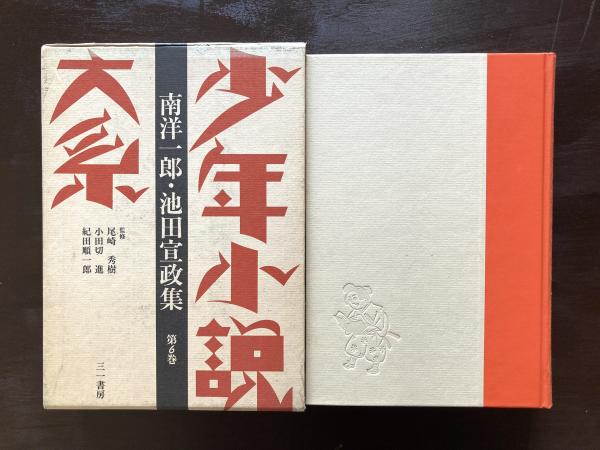 少年小説
大系
南洋一郎・池田宣政集
第6巻
監修
尾崎 秀樹
小田切 進
紀田順一郎
三一書房